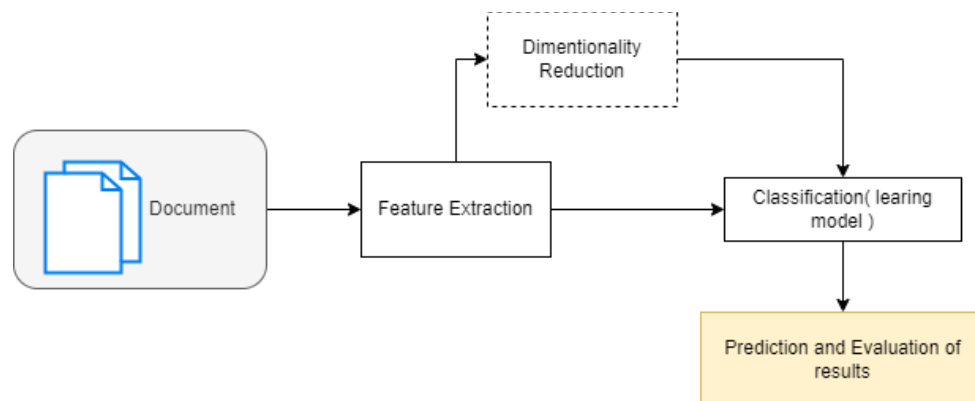 Dimentionality
Reduction
Document
Feature Extraction
Classification( learing
model )
Prediction and Evaluation of
results